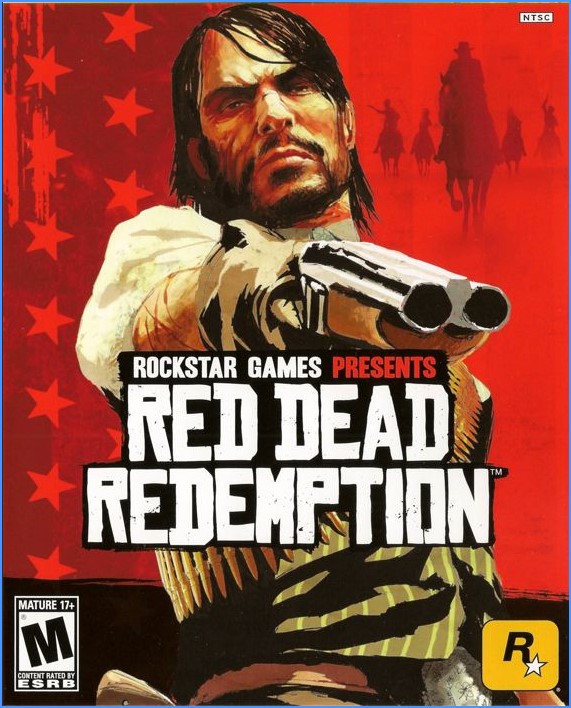 NTSC
ROCKSTAR GAMES PRESENTS
RED DEAD
REDEMPTION™
MATURE 17+
M
®
CONTENT RATED BY
ESRB
R